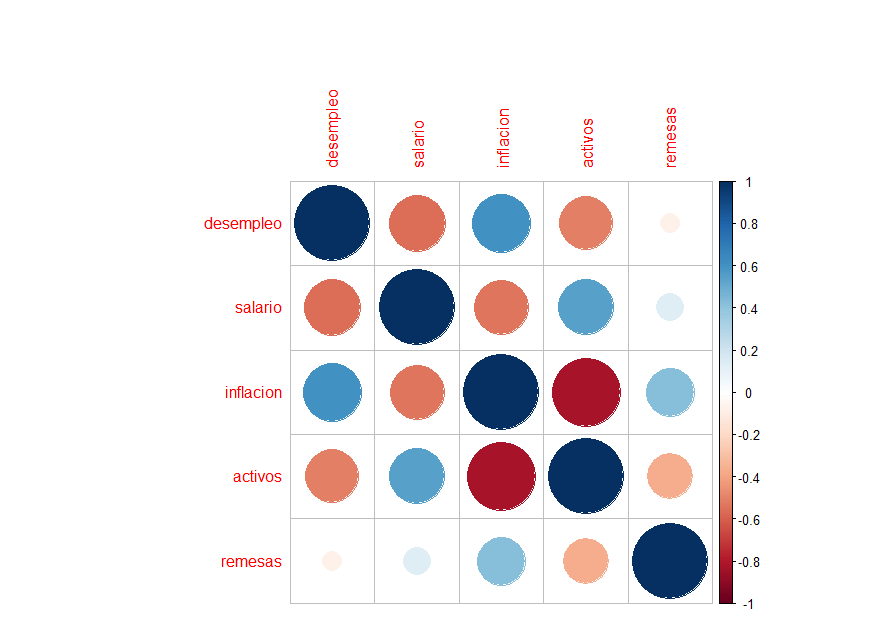 desempleo
salario
inflacion
activos
remesas
desempleo
salario
inflacion
activos
remesas
1
0.8
0.6
0.4
0.2
0
-0.2
-0.4
-0.6
-0.8
-1